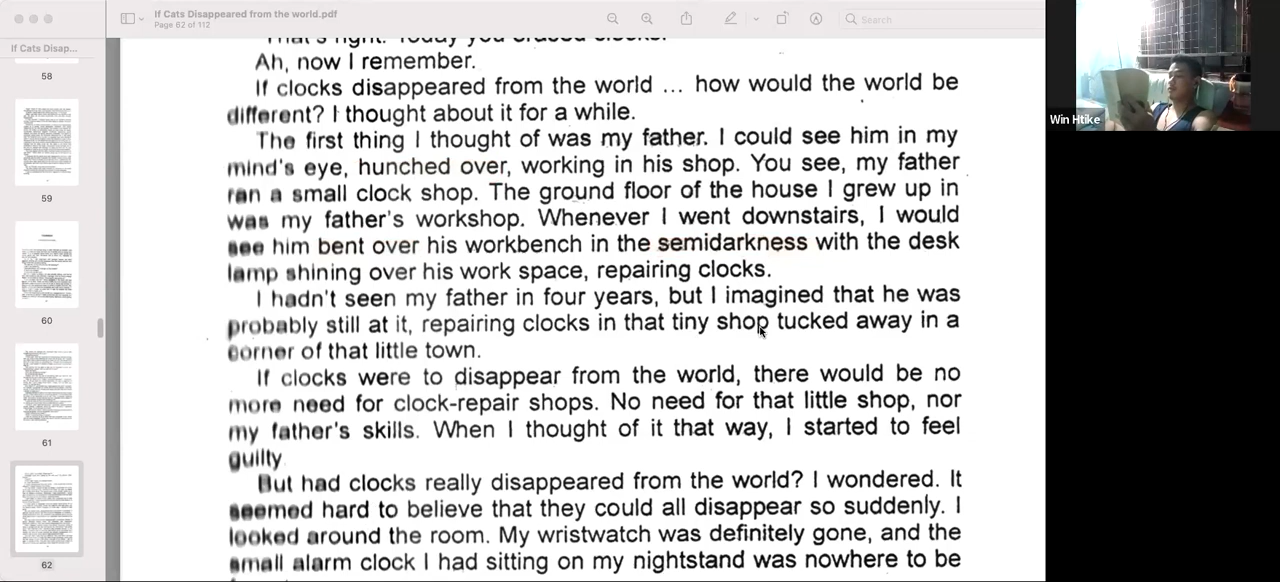 If Cats Disappeared from the world.pdf
Page 62 of 112
Search
If Cats Disap...
58
59
60
61
62
Win Htike
That's right. Today you erased clocks.
Ah, now I remember.
If clocks disappeared from the world ... how would the world be
different? I thought about it for a while.
The first thing I thought of was my father. I could see him in my
mind's eye, hunched over, working in his shop. You see, my father
ran a small clock shop. The ground floor of the house I grew up in
was my father's workshop. Whenever I went downstairs, I would
see him bent over his workbench in the semidarkness with the desk
lamp shining over his work space, repairing clocks.
I hadn't seen my father in four years, but I imagined that he was
probably still at it, repairing clocks in that tiny shop tucked away in a
corner of that little town.
If clocks were to disappear from the world, there would be no
more need for clock-repair shops. No need for that little shop, nor
my father's skills. When I thought of it that way, I started to feel
guilty.
But had clocks really disappeared from the world? I wondered. It
seemed hard to believe that they could all disappear so suddenly. I
looked around the room. My wristwatch was definitely gone, and the
small alarm clock I had sitting on my nightstand was nowhere to be